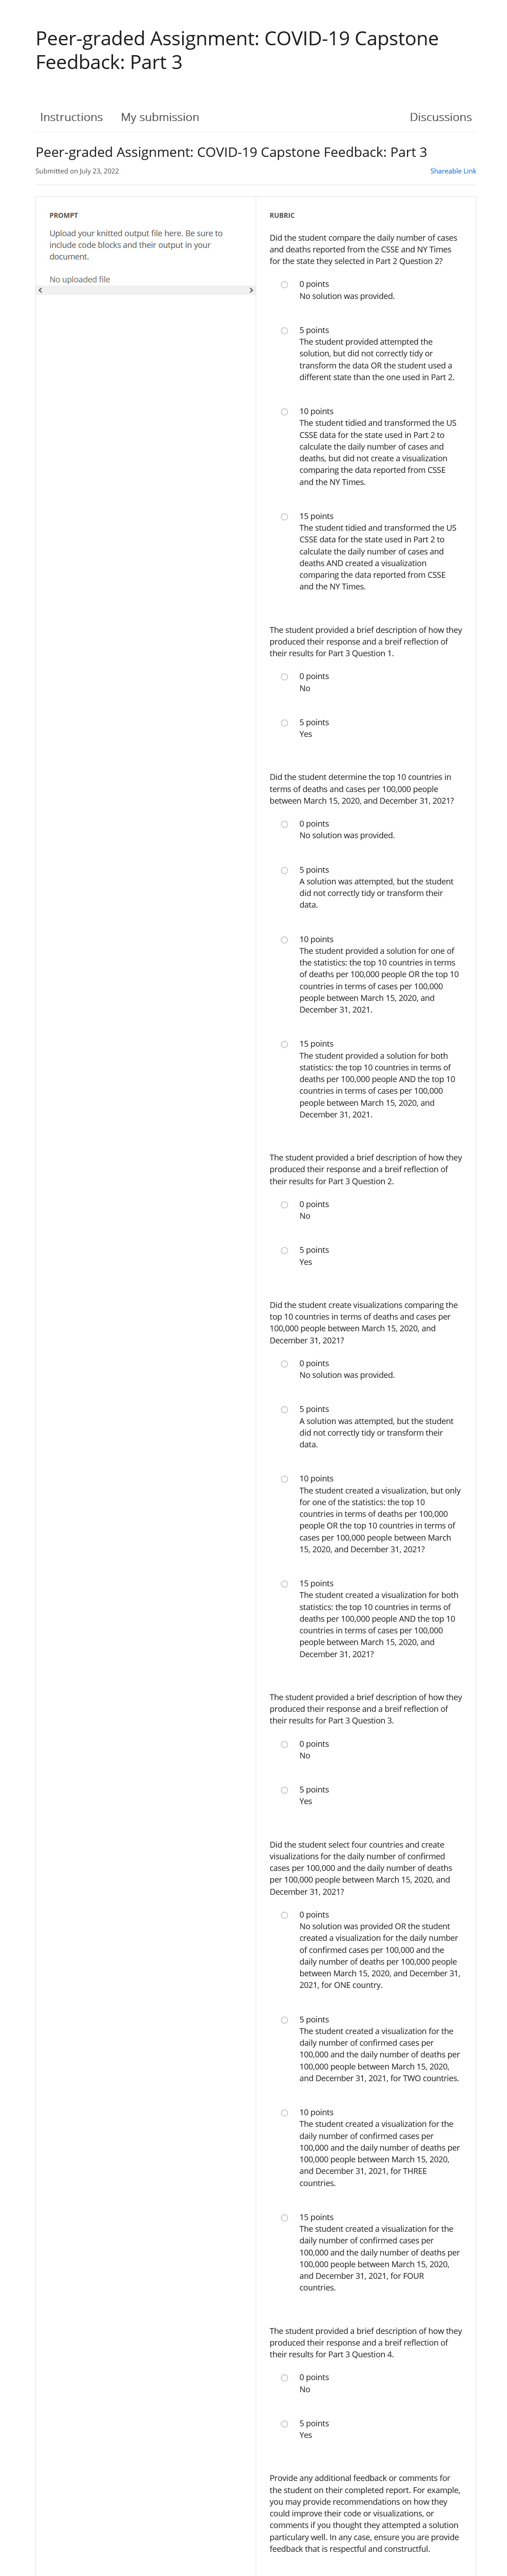 Peer-graded Assignment: COVID-19 Capstone
Feedback: Part 3
Instructions
My submission
Discussions
Peer-graded Assignment: COVID-19 Capstone Feedback: Part 3
Submitted on July 23, 2022
Shareable Link
PROMPT
Upload your knitted output file here. Be sure to
include code blocks and their output in your
document.
No uploaded file
RUBRIC
Did the student compare the daily number of cases
and deaths reported from the CSSE and NY Times
for the state they selected in Part 2 Question 2?
0 points
No solution was provided.
5 points
The student provided attempted the
solution, but did not correctly tidy or
transform the data OR the student used a
different state than the one used in Part 2.
10 points
The student tidied and transformed the US
CSSE data for the state used in Part 2 to
calculate the daily number of cases and
deaths, but did not create a visualization
comparing the data reported from CSSE
and the NY Times.
15 points
The student tidied and transformed the US
CSSE data for the state used in Part 2 to
calculate the daily number of cases and
deaths AND created a visualization
comparing the data reported from CSSE
and the NY Times.
The student provided a brief description of how they
produced their response and a breif reflection of
their results for Part 3 Question 1.
0 points
No
5 points
Yes
Did the student determine the top 10 countries in
terms of deaths and cases per 100,000 people
between March 15, 2020, and December 31, 2021?
0 points
No solution was provided.
5 points
A solution was attempted, but the student
did not correctly tidy or transform their
data.
10 points
The student provided a solution for one of
the statistics: the top 10 countries in terms
of deaths per 100,000 people OR the top 10
countries in terms of cases per 100,000
people between March 15, 2020, and
December 31, 2021.
15 points
The student provided a solution for both
statistics: the top 10 countries in terms of
deaths per 100,000 people AND the top 10
countries in terms of cases per 100,000
people between March 15, 2020, and
December 31, 2021.
The student provided a brief description of how they
produced their response and a breif reflection of
their results for Part 3 Question 2.
0 points
No
5 points
Yes
Did the student create visualizations comparing the
top 10 countries in terms of deaths and cases per
100,000 people between March 15, 2020, and
December 31, 2021?
0 points
No solution was provided.
5 points
A solution was attempted, but the student
did not correctly tidy or transform their
data.
10 points
The student created a visualization, but only
for one of the statistics: the top 10
countries in terms of deaths per 100,000
people OR the top 10 countries in terms of
cases per 100,000 people between March
15, 2020, and December 31, 2021?
15 points
The student created a visualization for both
statistics: the top 10 countries in terms of
deaths per 100,000 people AND the top 10
countries in terms of cases per 100,000
people between March 15, 2020, and
December 31, 2021?
The student provided a brief description of how they
produced their response and a breif reflection of
their results for Part 3 Question 3.
0 points
No
5 points
Yes
Did the student select four countries and create
visualizations for the daily number of confirmed
cases per 100,000 and the daily number of deaths
per 100,000 people between March 15, 2020, and
December 31, 2021?
0 points
No solution was provided OR the student
created a visualization for the daily number
of confirmed cases per 100,000 and the
daily number of deaths per 100,000 people
between March 15, 2020, and December 31,
2021, for ONE country.
5 points
The student created a visualization for the
daily number of confirmed cases per
100,000 and the daily number of deaths per
100,000 people between March 15, 2020,
and December 31, 2021, for TWO countries.
10 points
The student created a visualization for the
daily number of confirmed cases per
100,000 and the daily number of deaths per
100,000 people between March 15, 2020,
and December 31, 2021, for THREE
countries.
15 points
The student created a visualization for the
daily number of confirmed cases per
100,000 and the daily number of deaths per
100,000 people between March 15, 2020,
and December 31, 2021, for FOUR
countries.
The student provided a brief description of how they
produced their response and a breif reflection of
their results for Part 3 Question 4.
0 points
No
5 points
Yes
Provide any additional feedback or comments for
the student on their completed report. For example,
you may provide recommendations on how they
could improve their code or visualizations, or
comments if you thought they attempted a solution
particulary well. In any case, ensure you are provide
feedback that is respectful and constructful.